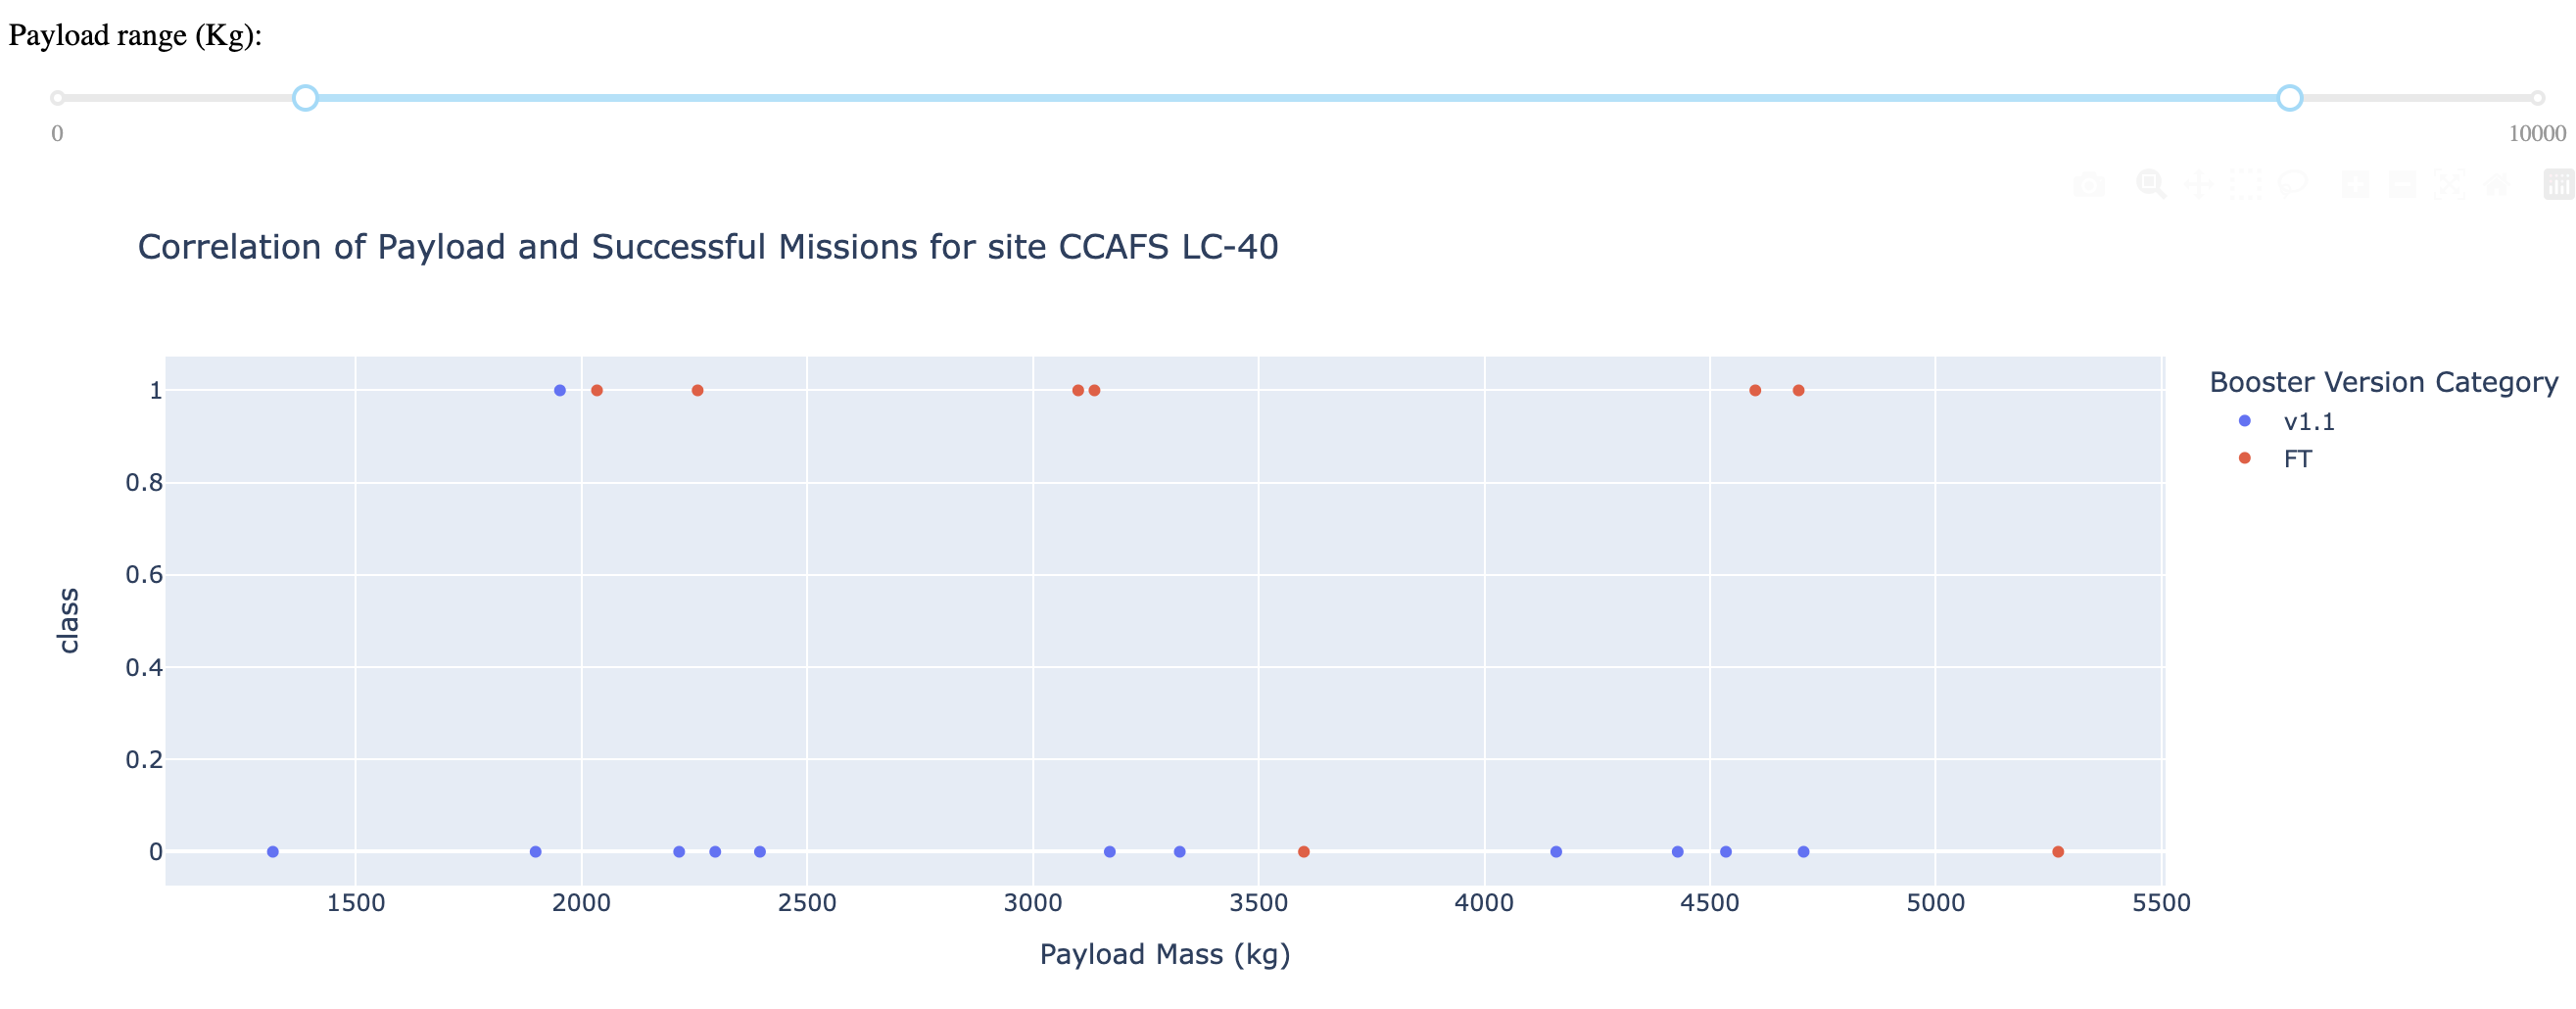 Payload range (Kg):
0
10000
Correlation of Payload and Successful Missions for site CCAFS LC-40
1
0.8
0.6
0.4
0.2
0
class
1500
2000
2500
3000
3500
4000
4500
5000
5500
Payload Mass (kg)
Booster Version Category
v1.1
FT